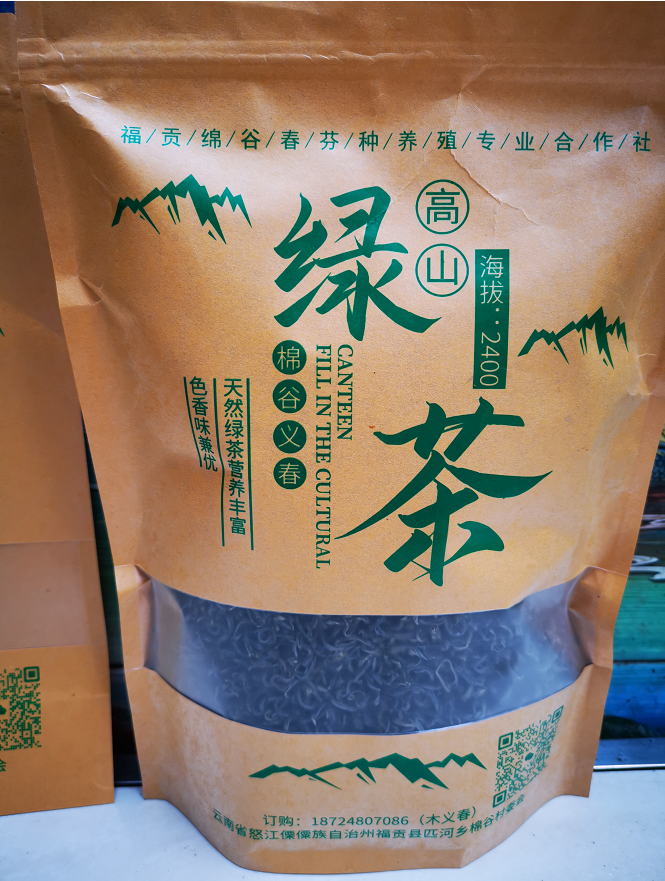 福/贡/绵/谷/春/芬/种/养/殖/专/业/合/作/社
高山
绿茶
海拔：2400
棉谷义春
CANTEEN
FILL IN THE CULTURAL
天然绿茶营养丰富
色香味兼优
订购：18724807086（木义春）
云南省怒江傈僳族自治州福贡县匹河乡棉谷村委会
会